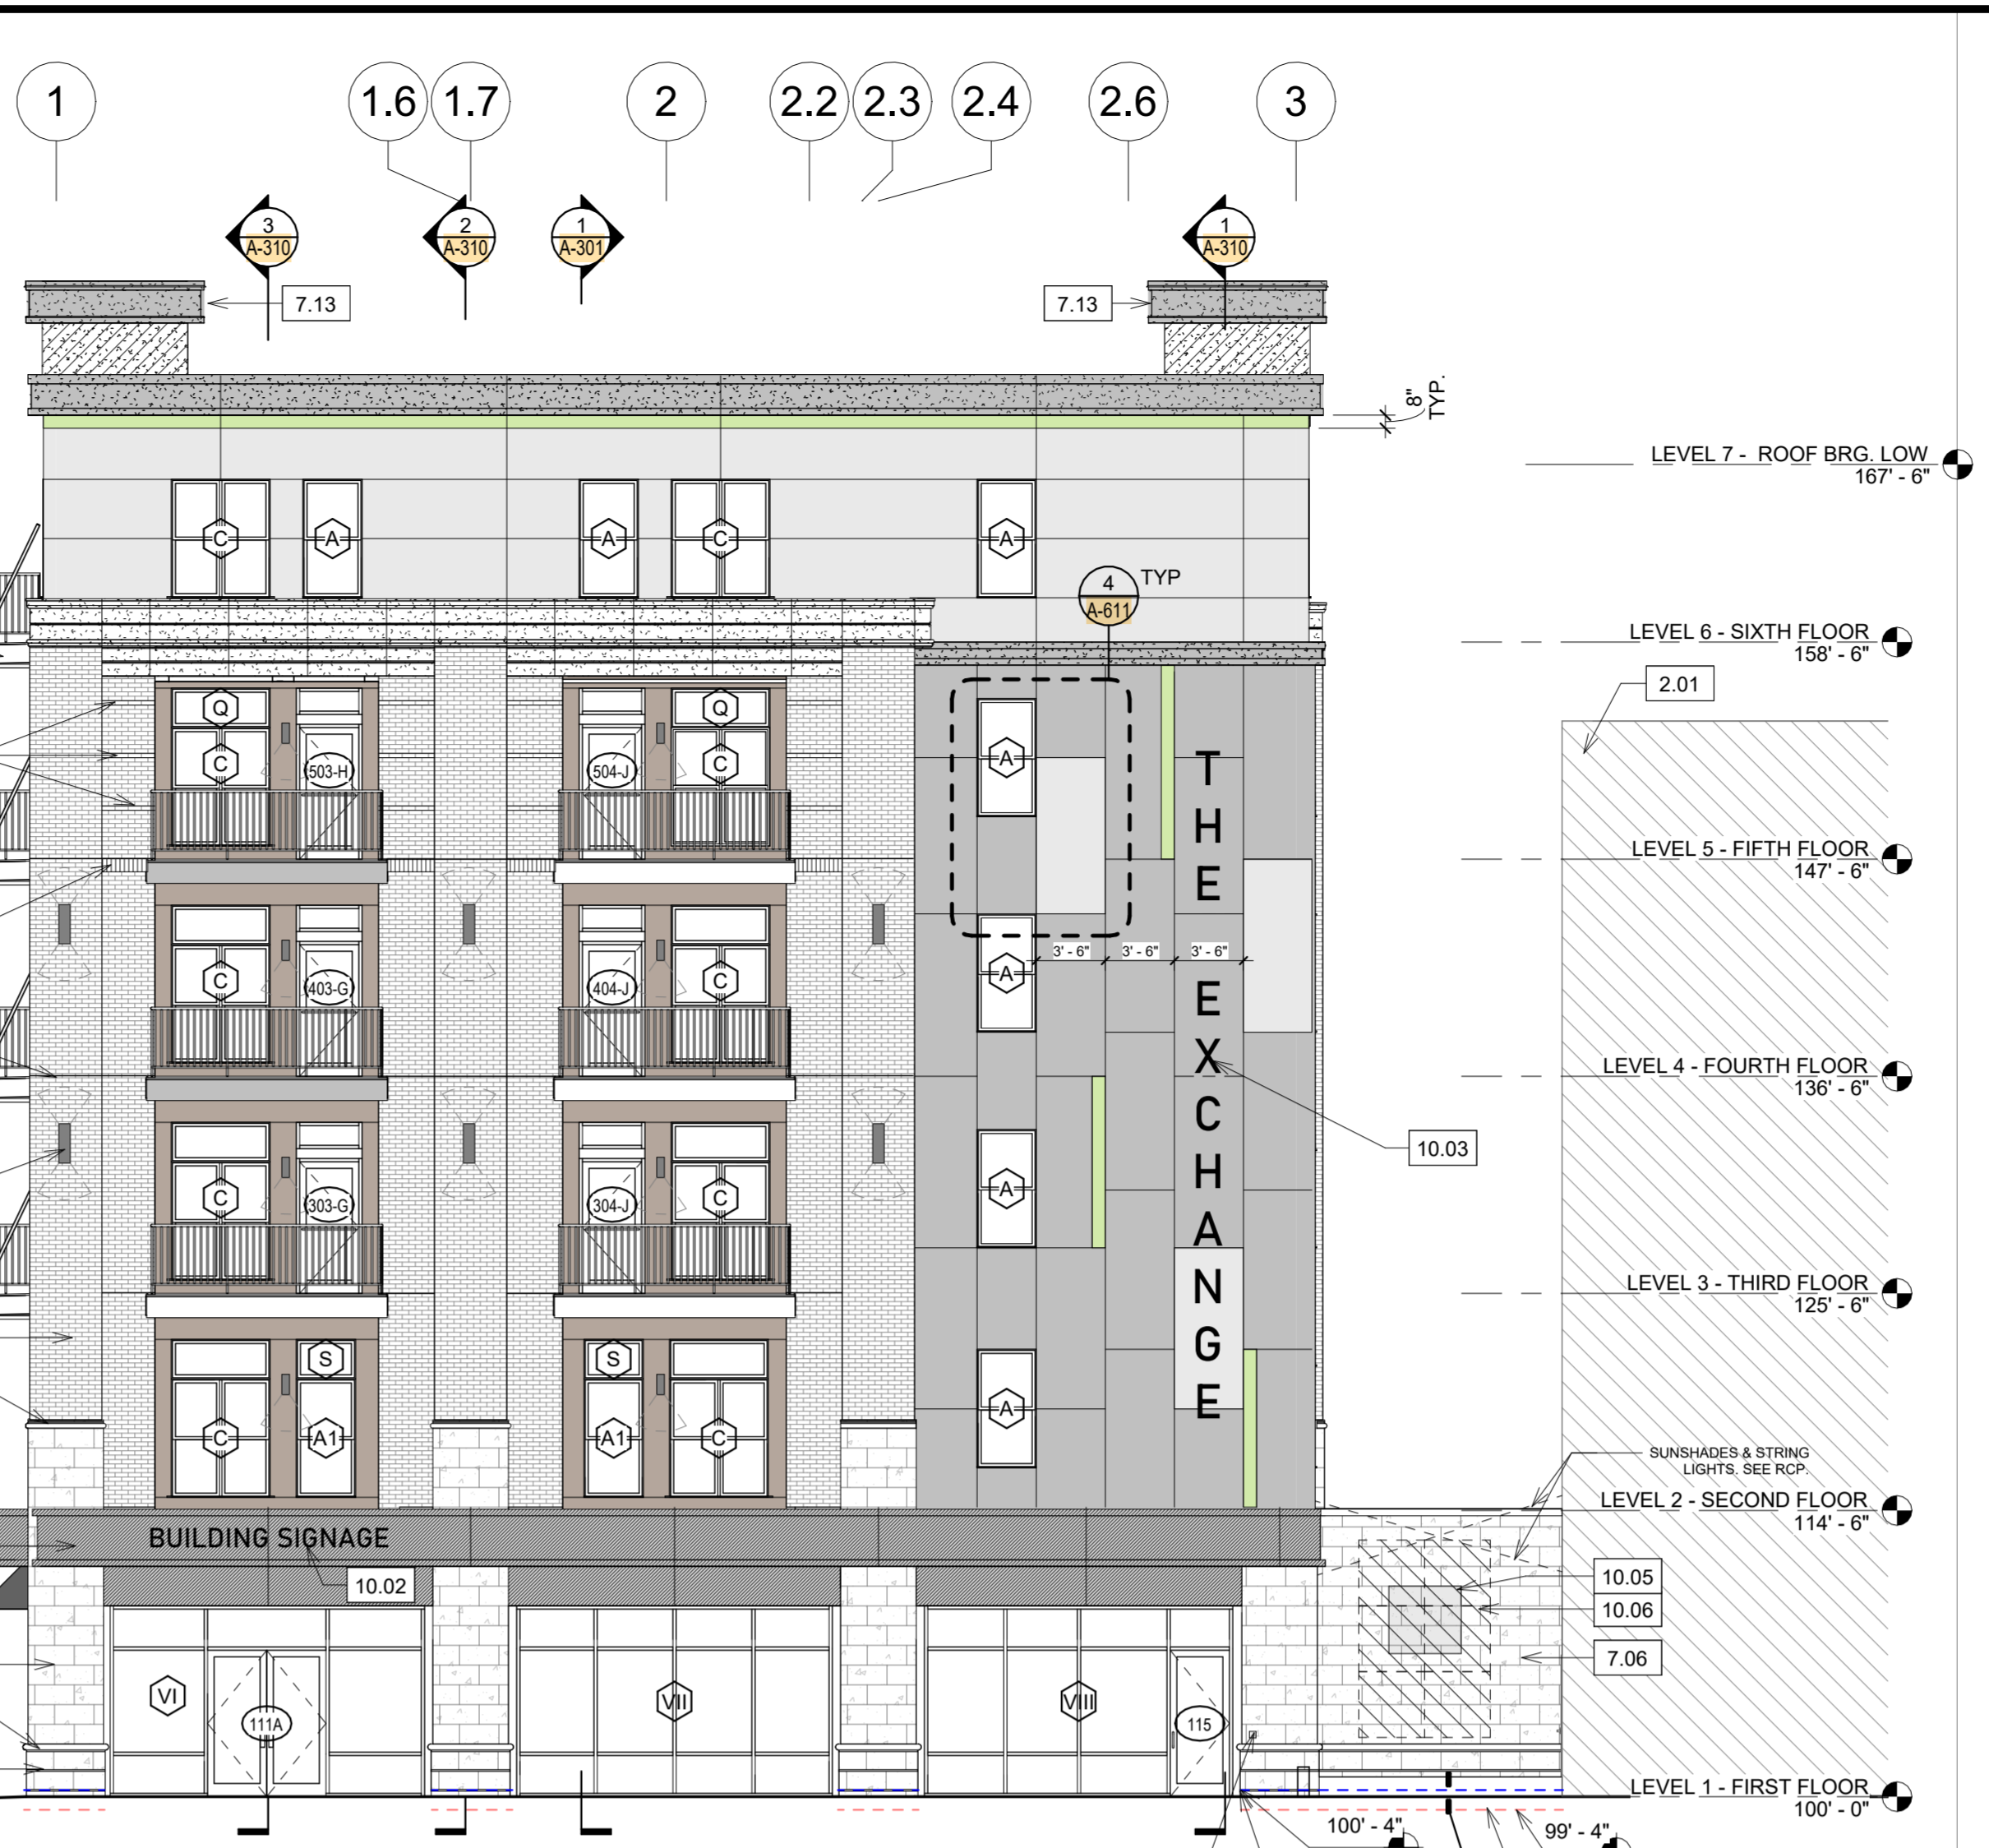 1 1.6 1.7 2 2.2 2.3 2.4 2.6 3
3 2 1 1
A-310 A-310 A-301 A-310
7.13 7.13
8"
TYP.
LEVEL 7 - ROOF BRG. LOW
167' - 6"
C A A C A
4 TYP
A-611
LEVEL 6 - SIXTH FLOOR
158' - 6"
2.01
Q Q
C 503-H 504-J C A
LEVEL 5 - FIFTH FLOOR
147' - 6"
3' - 6" 3' - 6" 3' - 6"
C 403-G 404-J C A
T
H
E
E
X
C
H
A
N
G
E
LEVEL 4 - FOURTH FLOOR
136' - 6"
10.03
C 303-G 304-J C A
LEVEL 3 - THIRD FLOOR
125' - 6"
S S
C A1 A1 C A
SUNSHADES & STRING
LIGHTS. SEE RCP.
LEVEL 2 - SECOND FLOOR
114' - 6"
BUILDING SIGNAGE
10.02
10.05
10.06
7.06
VI VII VIII
111A 115
LEVEL 1 - FIRST FLOOR
100' - 0"
100' - 4" 99' - 4"